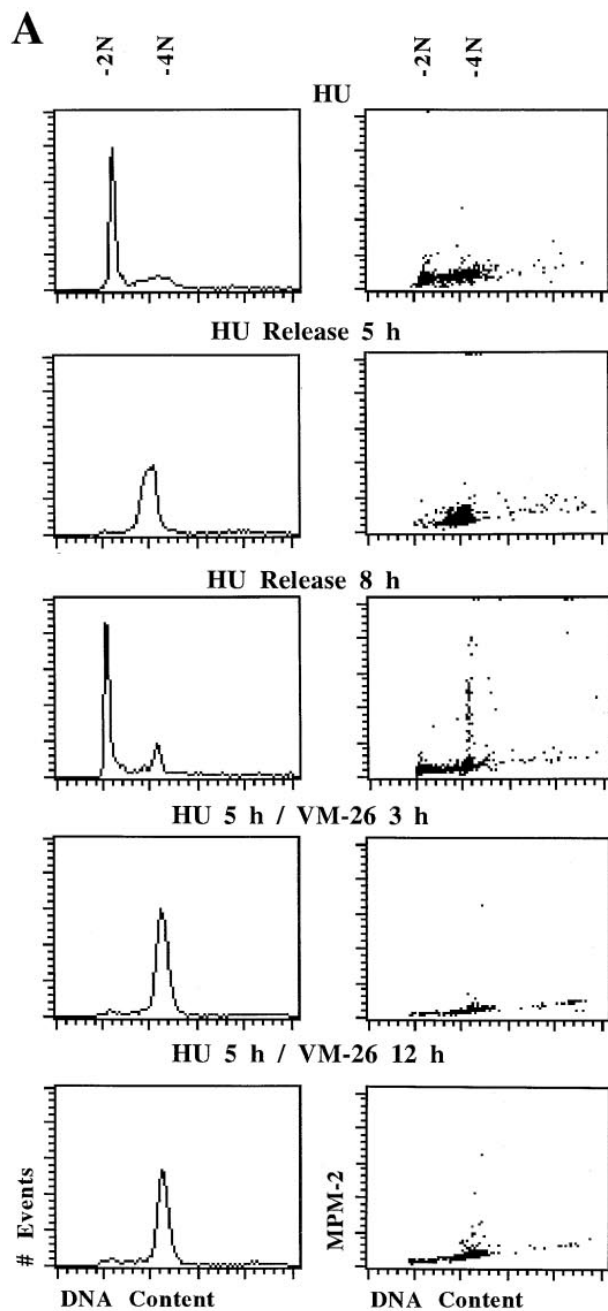 A
-2N
-4N
-2N
-4N
HU
HU Release 5 h
HU Release 8 h
HU 5 h / VM-26 3 h
HU 5 h / VM-26 12 h
# Events
MPM-2
DNA Content
DNA Content